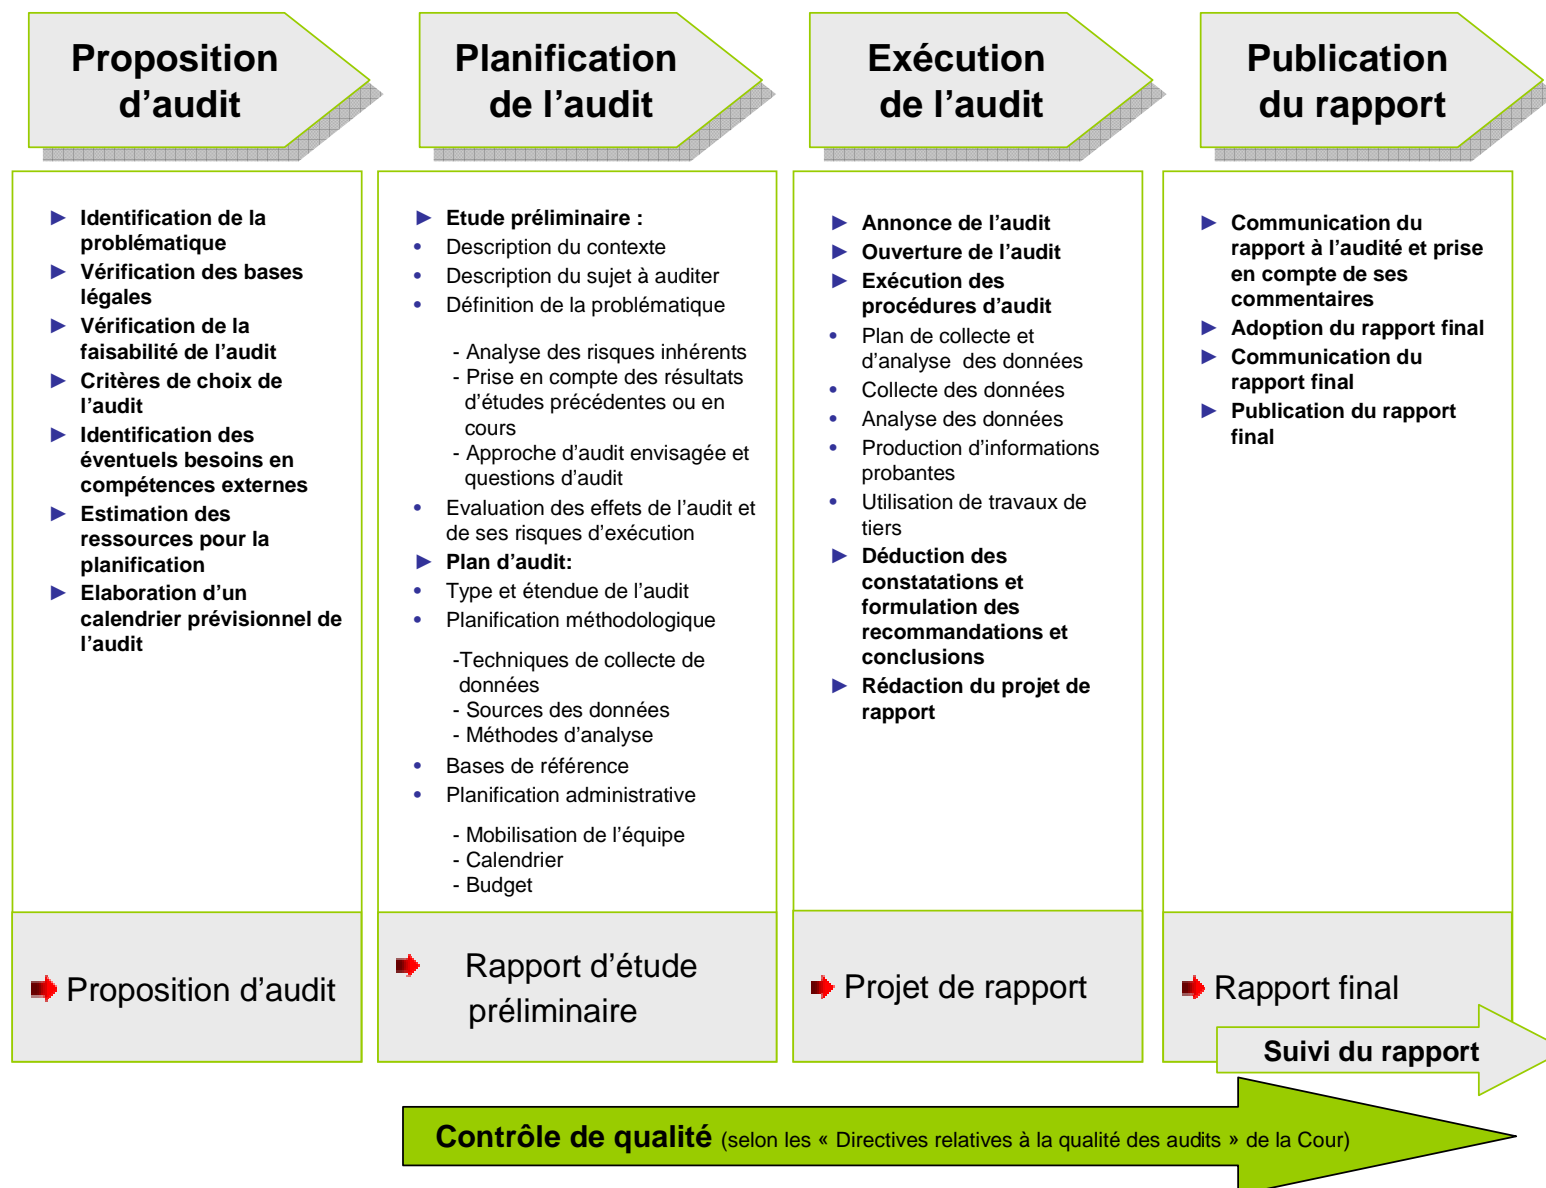 Proposition
d'audit
Planification
de l'audit
Exécution
de l'audit
Publication
du rapport
► Identification de la
problématique
► Vérification des bases
légales
► Vérification de la
faisabilité de l'audit
► Critères de choix de
l'audit
► Identification des
éventuels besoins en
compétences externes
► Estimation des
ressources pour la
planification
► Elaboration d'un
calendrier prévisionnel de
l'audit
► Etude préliminaire :
• Description du contexte
• Description du sujet à auditer
• Définition de la problématique
- Analyse des risques inhérents
- Prise en compte des résultats
d'études précédentes ou en
cours
- Approche d'audit envisagée et
questions d'audit
• Evaluation des effets de l'audit et
de ses risques d'exécution
► Plan d'audit:
• Type et étendue de l'audit
• Planification méthodologique
-Techniques de collecte de
données
- Sources des données
- Méthodes d'analyse
• Bases de référence
• Planification administrative
- Mobilisation de l'équipe
- Calendrier
- Budget
► Annonce de l'audit
► Ouverture de l'audit
► Exécution des
procédures d'audit
• Plan de collecte et
d'analyse des données
• Collecte des données
• Analyse des données
• Production d'informations
probantes
• Utilisation de travaux de
tiers
► Déduction des
constatations et
formulation des
recommandations et
conclusions
► Rédaction du projet de
rapport
► Communication du
rapport à l'audité et prise
en compte de ses
commentaires
► Adoption du rapport final
► Communication du
rapport final
► Publication du rapport
final
Proposition d'audit
Rapport d'étude
préliminaire
Projet de rapport
Rapport final
Suivi du rapport
Contrôle de qualité (selon les « Directives relatives à la qualité des audits » de la Cour)